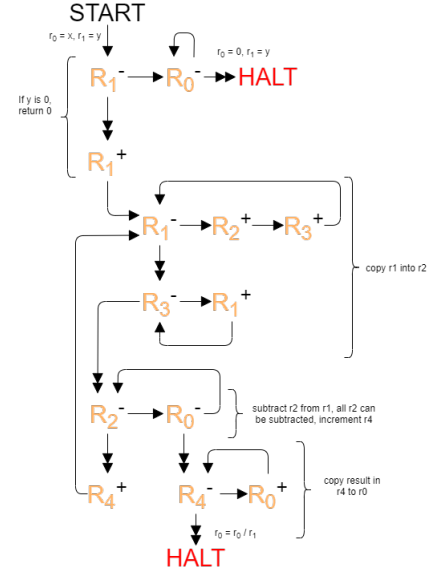 START
r₀ = x, r₁ = y
R₁⁻ R₀⁻ HALT
r₀ = 0, r₁ = y
If y is 0,
return 0
R₁⁺
R₁⁻ R₂⁺ R₃⁺
copy r1 into r2
R₃⁻ R₁⁺
R₂⁻ R₀⁻
subtract r2 from r1, all r2 can
be subtracted, increment r4
R₄⁺ R₄⁻ R₀⁺
copy result in
r4 to r0
r₀ = r₀ / r₁
HALT